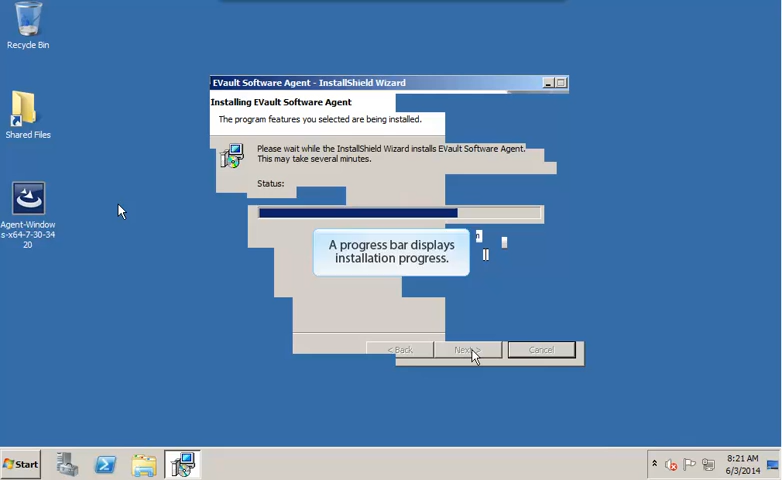 Recycle Bin
EVault Software Agent - InstallShield Wizard
Installing EVault Software Agent
The program features you selected are being installed.
Shared Files
Please wait while the InstallShield Wizard installs EVault Software Agent.
This may take several minutes.
Status:
Agent-Window
s-x64-7-30-34
20
A progress bar displays
installation progress.
< Back
Next >
Cancel
Start
8:21 AM
6/3/2014